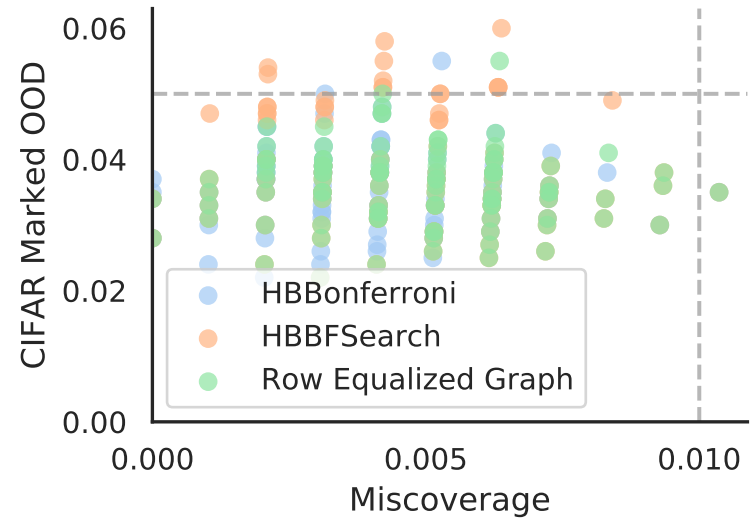 0.06
0.04
0.02
0.00
CIFAR Marked OOD
HBBonferroni
HBBFSearch
Row Equalized Graph
0.000
0.005
0.010
Miscoverage